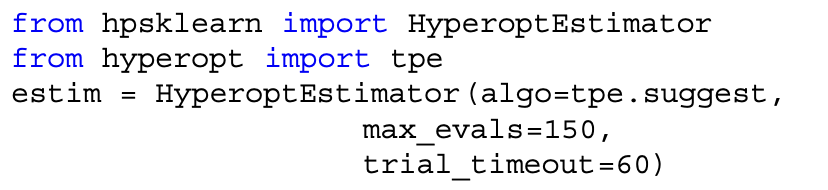 from hpsklearn import HyperoptEstimator
from hyperopt import tpe
estim = HyperoptEstimator(algo=tpe.suggest,
                          max_evals=150,
                          trial_timeout=60)